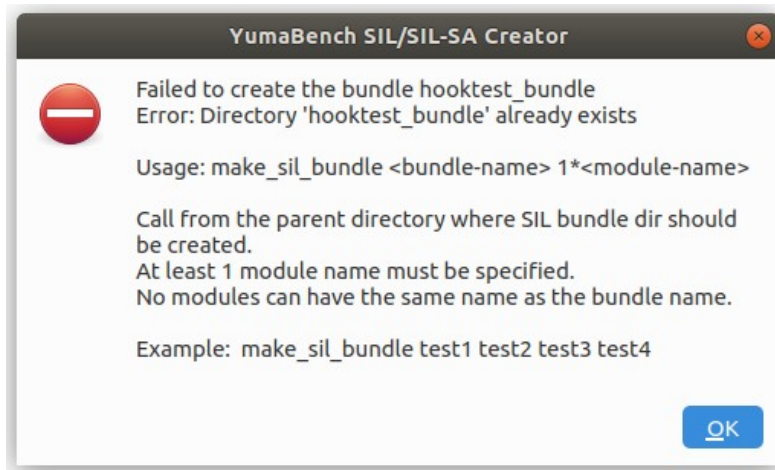 YumaBench SIL/SIL-SA Creator
Failed to create the bundle hooktest_bundle
Error: Directory 'hooktest_bundle' already exists
Usage: make_sil_bundle <bundle-name> 1*<module-name>
Call from the parent directory where SIL bundle dir should
be created.
At least 1 module name must be specified.
No modules can have the same name as the bundle name.
Example:  make_sil_bundle test1 test2 test3 test4
OK